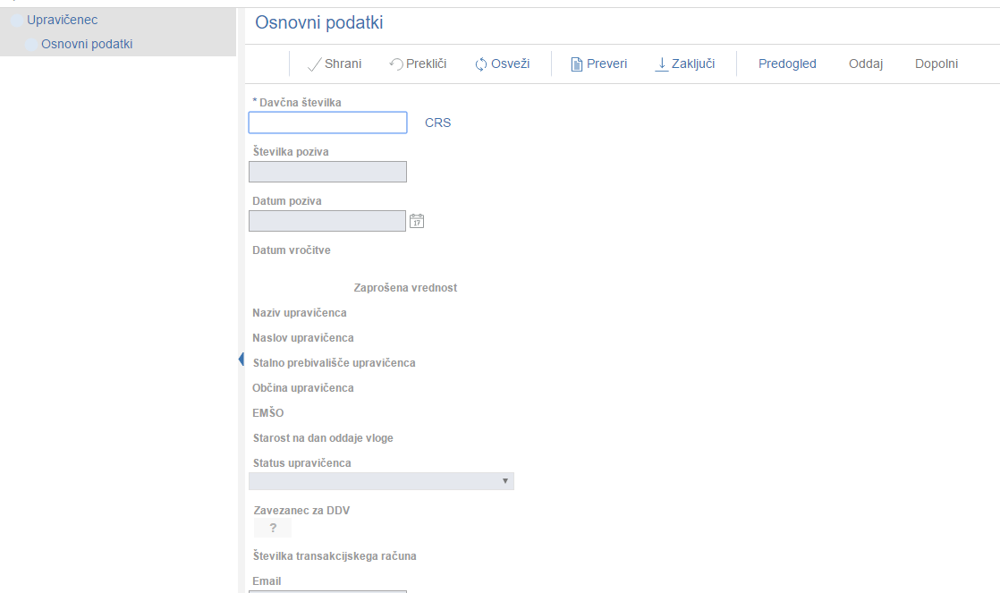 Upravičenec
Osnovni podatki
Osnovni podatki
Shrani Prekliči Osveži Preveri Zaključi Predogled Oddaj Dopolni
* Davčna številka
CRS
Številka poziva
Datum poziva
17
Datum vročitve
Zaprošena vrednost
Naziv upravičenca
Naslov upravičenca
Stalno prebivališče upravičenca
Občina upravičenca
EMŠO
Starost na dan oddaje vloge
Status upravičenca
Zavezanec za DDV
?
Številka transakcijskega računa
Email